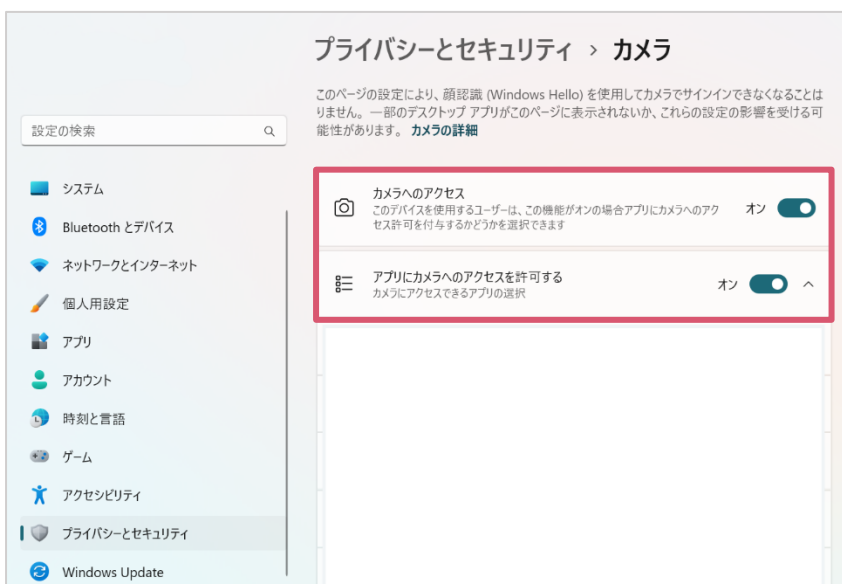 プライバシーとセキュリティ › カメラ
このページの設定により、顔認識 (Windows Hello) を使用してカメラでサインインできなくなることは
りません。一部のデスクトップ アプリがこのページに表示されないか、これらの設定の影響を受ける可
能性があります。 カメラの詳細
設定の検索
カメラへのアクセス
このデバイスを使用するユーザーは、この機能がオンの場合アプリにカメラへのアク
セス許可を付与するかどうかを選択できます
オン
アプリにカメラへのアクセスを許可する
カメラにアクセスできるアプリの選択
オン
システム
Bluetooth とデバイス
ネットワークとインターネット
個人用設定
アプリ
アカウント
時刻と言語
ゲーム
アクセシビリティ
プライバシーとセキュリティ
Windows Update